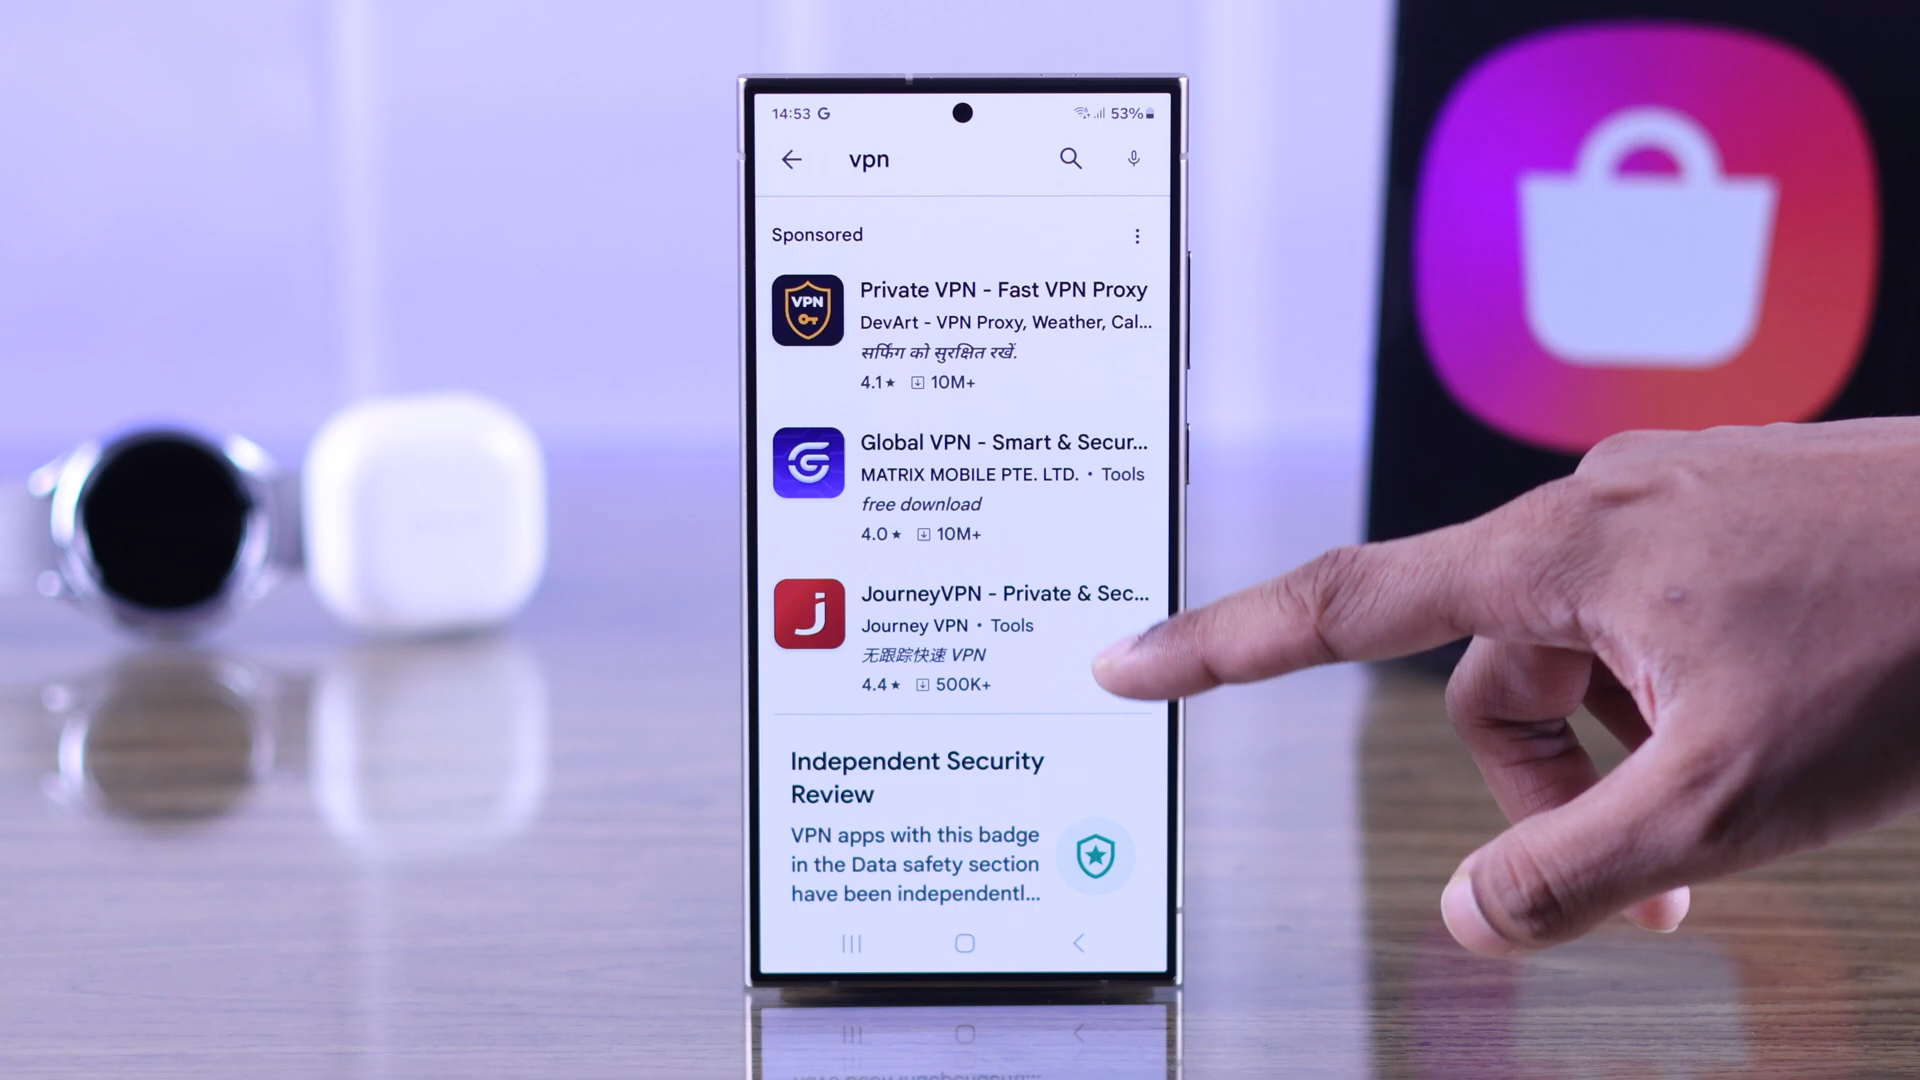 14:53 G
53%
vpn
Sponsored
VPN
Private VPN - Fast VPN Proxy
DevArt - VPN Proxy, Weather, Cal...
सर्फिंग को सुरक्षित रखें.
4.1★ 10M+
Global VPN - Smart & Secur...
MATRIX MOBILE PTE. LTD. • Tools
free download
4.0★ 10M+
j
JourneyVPN - Private & Sec...
Journey VPN • Tools
无跟踪快速 VPN
4.4★ 500K+
Independent Security
Review
VPN apps with this badge
in the Data safety section
have been independentl...